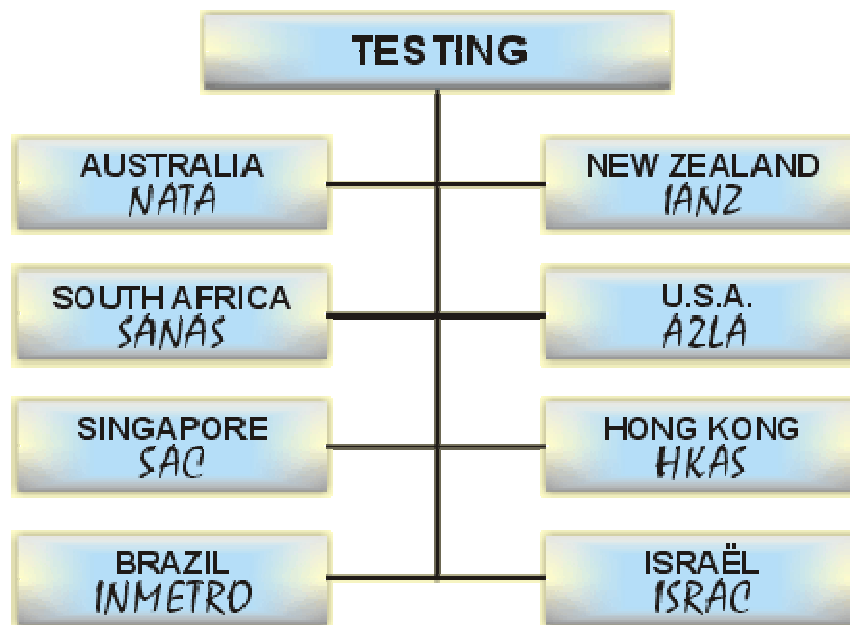 TESTING
AUSTRALIA
NATA
NEW ZEALAND
IANZ
SOUTH AFRICA
SANAS
U.S.A.
A2LA
SINGAPORE
SAC
HONG KONG
HKAS
BRAZIL
INMETRO
ISRAËL
ISRAC